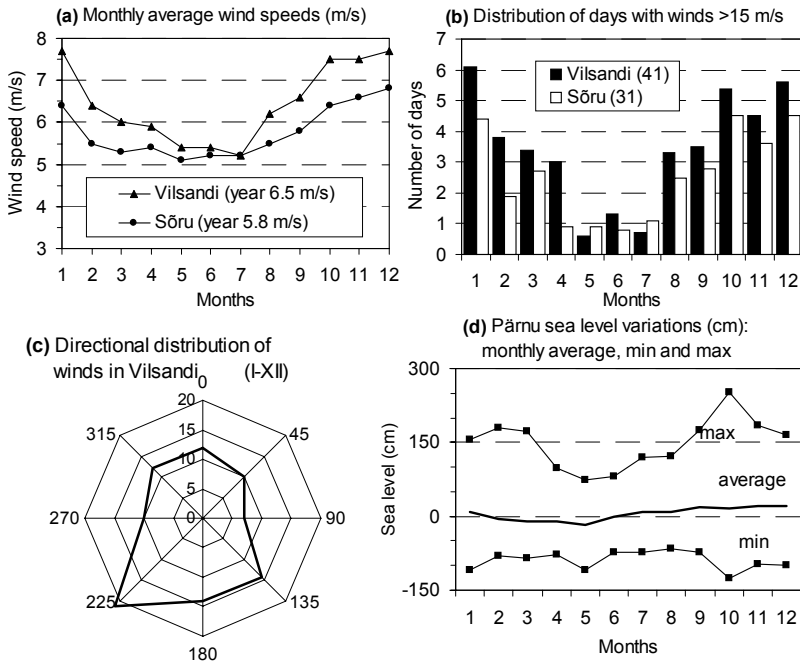 (a) Monthly average wind speeds (m/s)
8
7
6
5
4
3
Wind speed (m/s)
Vilsandi (year 6.5 m/s)
Sõru (year 5.8 m/s)
1 2 3 4 5 6 7 8 9 10 11 12
Months
(b) Distribution of days with winds >15 m/s
7
6
5
4
3
2
1
0
Number of days
Vilsandi (41)
Sõru (31)
1 2 3 4 5 6 7 8 9 10 11 12
Months
(c) Directional distribution of
winds in Vilsandi (I-XII)
0
45
90
135
180
225
270
315
20
15
10
5
0
(d) Pärnu sea level variations (cm):
monthly average, min and max
300
150
0
-150
Sea level (cm)
max
average
min
1 2 3 4 5 6 7 8 9 10 11 12
Months